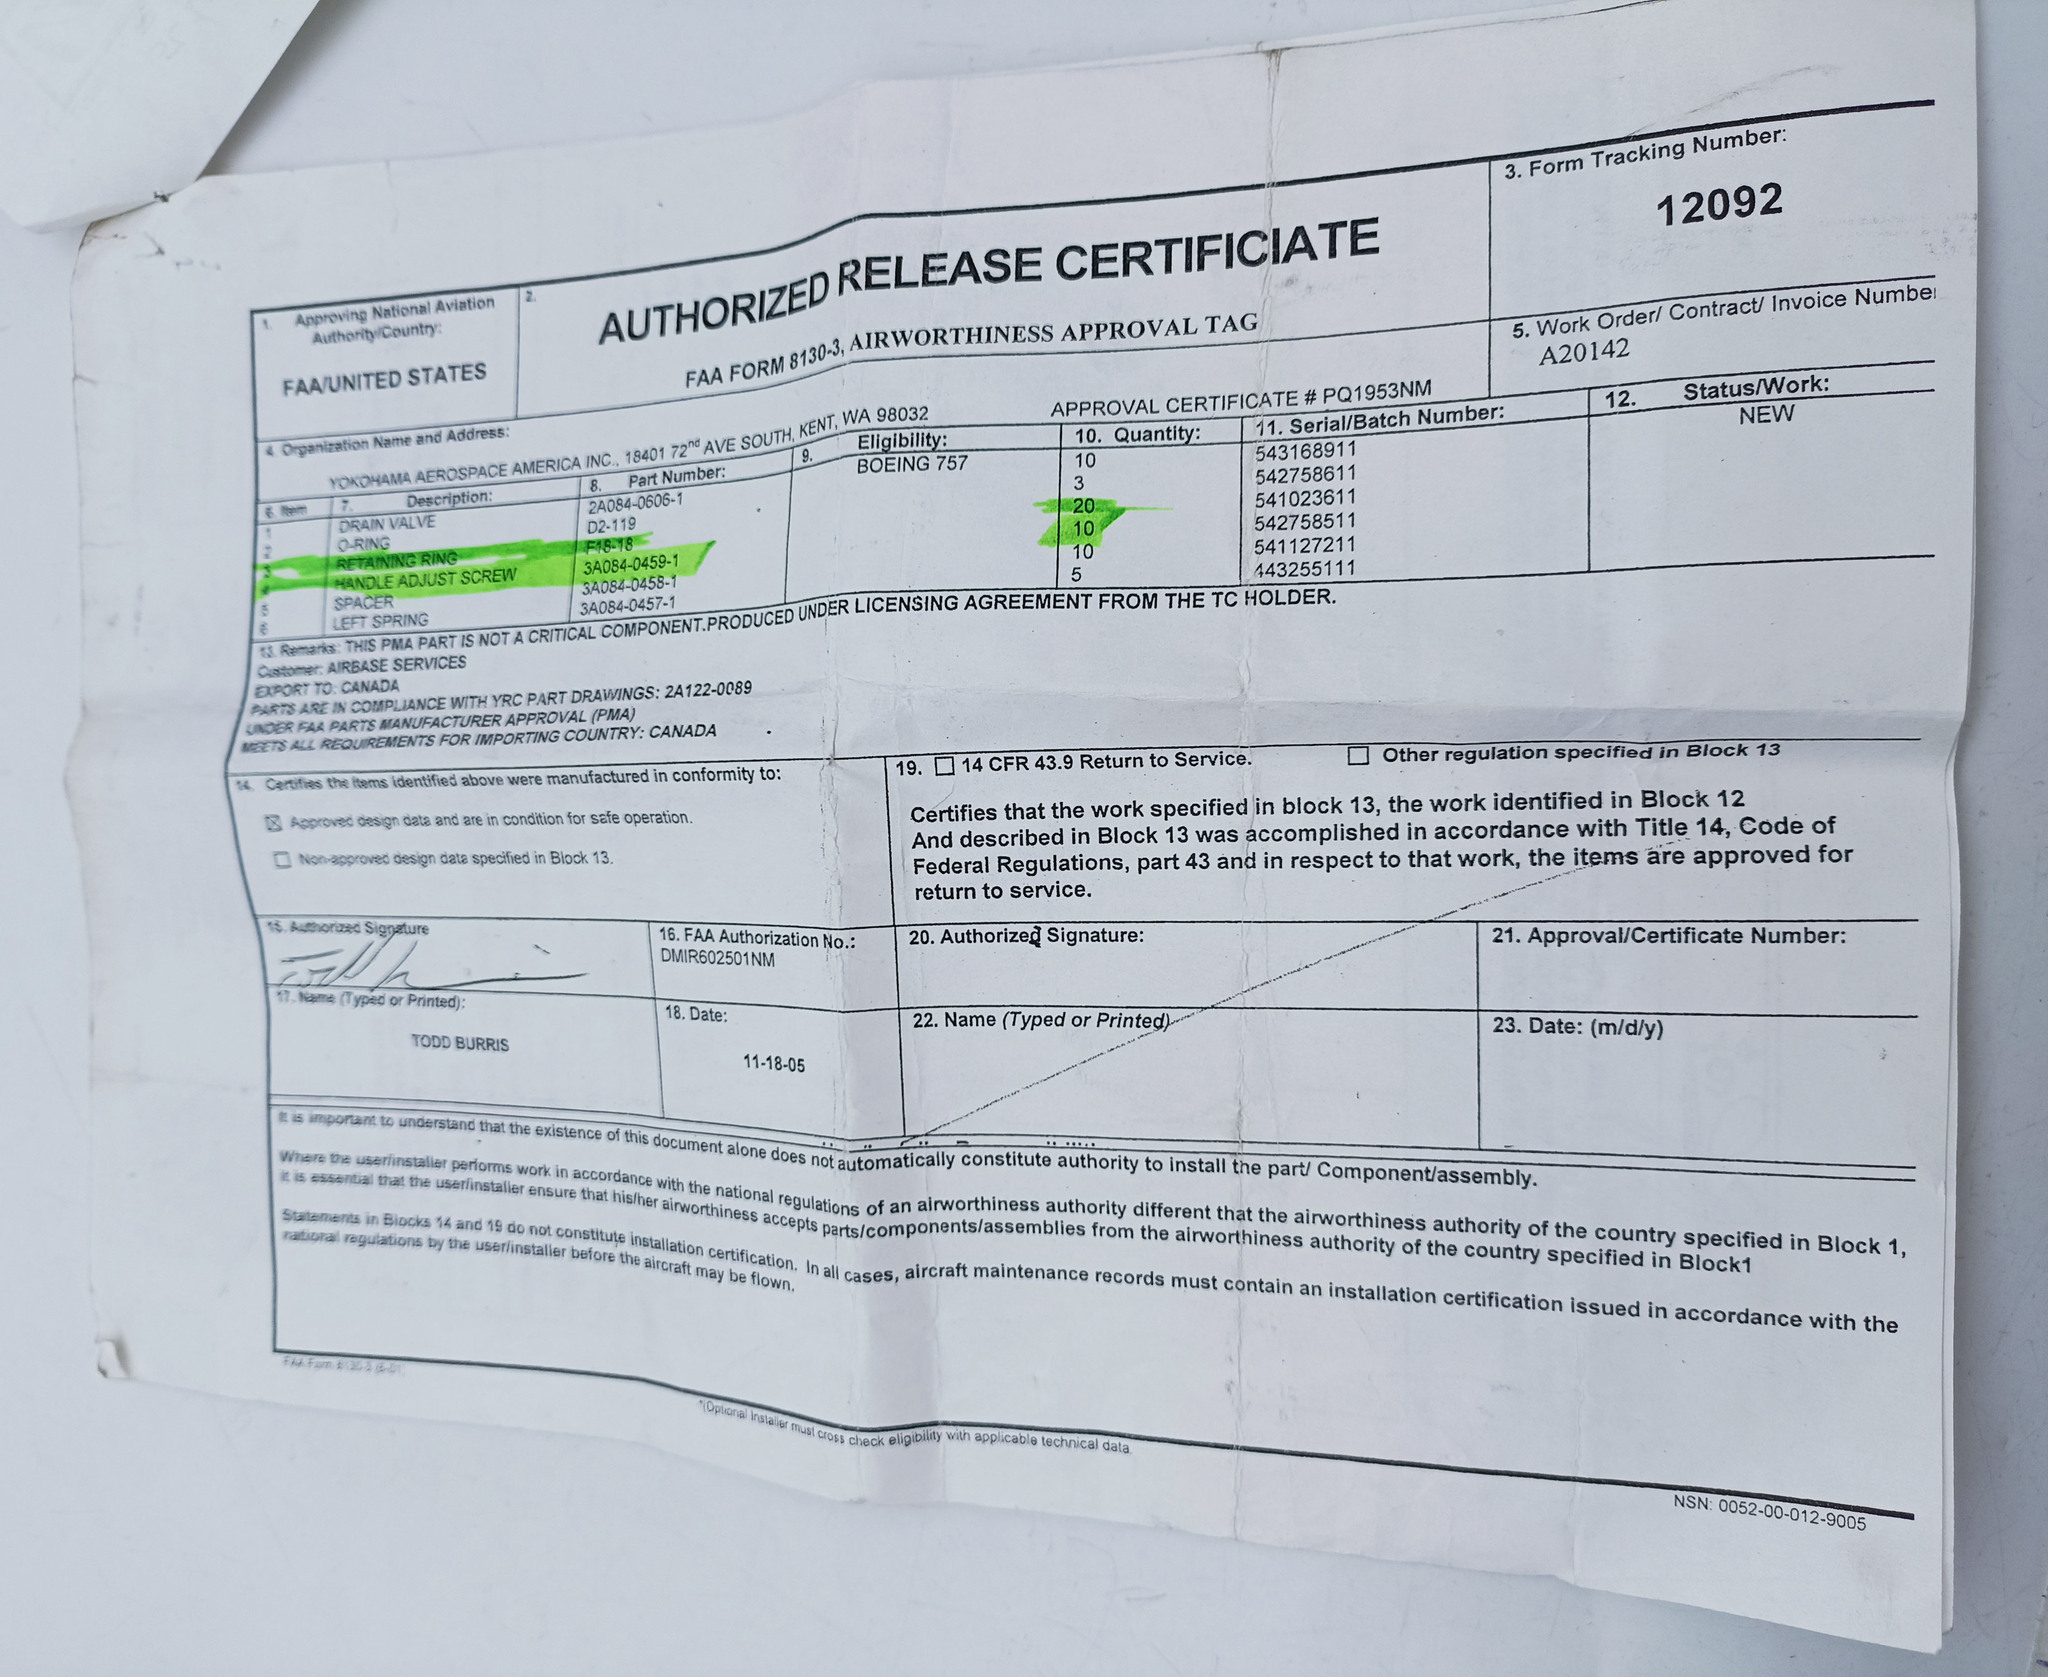 3. Form Tracking Number:
12092
1. Approving National Aviation
Authority/Country:
FAA/UNITED STATES
2.
AUTHORIZED RELEASE CERTIFICIATE
FAA FORM 8130-3, AIRWORTHINESS APPROVAL TAG
5. Work Order/ Contract/ Invoice Number
A20142
4. Organization Name and Address:
YOKOHAMA AEROSPACE AMERICA INC., 18401 72nd AVE SOUTH, KENT, WA 98032 APPROVAL CERTIFICATE # PQ1953NM
6. Item 7. Description: 8. Part Number: 9. Eligibility: 10. Quantity: 11. Serial/Batch Number: 12. Status/Work:
1 DRAIN VALVE 2A084-0606-1 BOEING 757 10 543168911 NEW
2 O-RING D2-119 3 542758611
3 RETAINING RING F18-18 20 541023611
4 HANDLE ADJUST SCREW 3A084-0459-1 10 542758511
5 SPACER 3A084-0458-1 10 541127211
6 LEFT SPRING 3A084-0457-1 5 443255111
13. Remarks: THIS PMA PART IS NOT A CRITICAL COMPONENT.PRODUCED UNDER LICENSING AGREEMENT FROM THE TC HOLDER.
Customer: AIRBASE SERVICES
EXPORT TO: CANADA
PARTS ARE IN COMPLIANCE WITH YRC PART DRAWINGS: 2A122-0089
UNDER FAA PARTS MANUFACTURER APPROVAL (PMA)
MEETS ALL REQUIREMENTS FOR IMPORTING COUNTRY: CANADA
14. Certifies the items identified above were manufactured in conformity to:
Approved design data and are in condition for safe operation.
Non-approved design data specified in Block 13.
19. 14 CFR 43.9 Return to Service. Other regulation specified in Block 13
Certifies that the work specified in block 13, the work identified in Block 12
And described in Block 13 was accomplished in accordance with Title 14, Code of
Federal Regulations, part 43 and in respect to that work, the items are approved for
return to service.
15. Authorized Signature
16. FAA Authorization No.:
DMIR602501NM
20. Authorized Signature:
21. Approval/Certificate Number:
17. Name (Typed or Printed):
TODD BURRIS
18. Date:
11-18-05
22. Name (Typed or Printed)
23. Date: (m/d/y)
It is important to understand that the existence of this document alone does not automatically constitute authority to install the part/ Component/assembly.
Where the user/installer performs work in accordance with the national regulations of an airworthiness authority different that the airworthiness authority of the country specified in Block 1,
it is essential that the user/installer ensure that his/her airworthiness accepts parts/components/assemblies from the airworthiness authority of the country specified in Block1
Statements in Blocks 14 and 19 do not constitute installation certification. In all cases, aircraft maintenance records must contain an installation certification issued in accordance with the
national regulations by the user/installer before the aircraft may be flown.
FAA Form 8130-3
*(Optional Installer must cross check eligibility with applicable technical data.
NSN: 0052-00-012-9005